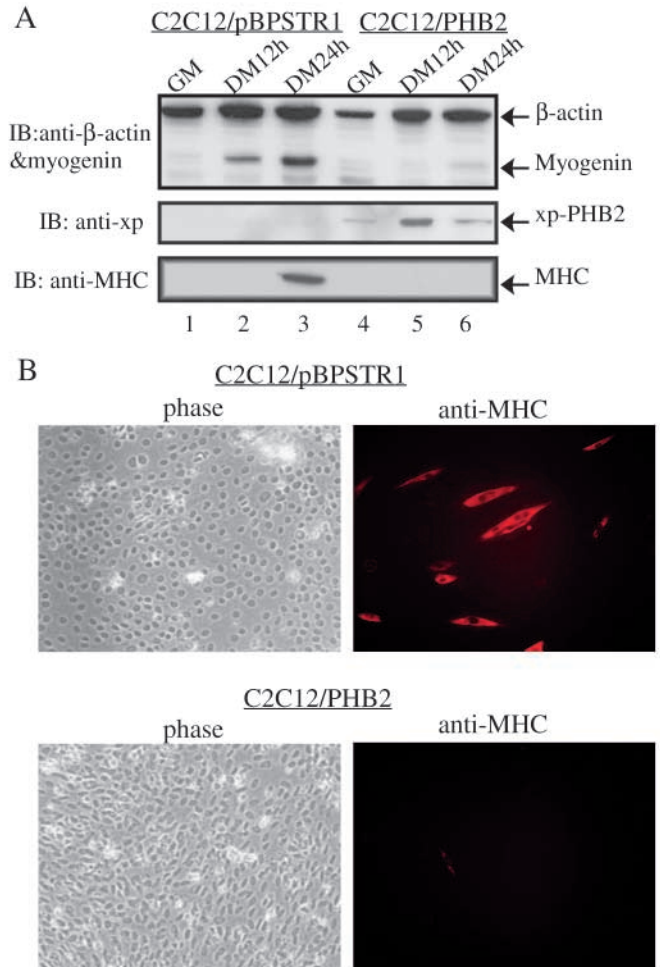 A
C2C12/pBPSTR1 C2C12/PHB2
GM DM12h DM24h GM DM12h DM24h
IB:anti-β-actin
&myogenin
β-actin
Myogenin
IB: anti-xp
xp-PHB2
IB: anti-MHC
MHC
1 2 3 4 5 6
B
C2C12/pBPSTR1
phase anti-MHC
C2C12/PHB2
phase anti-MHC